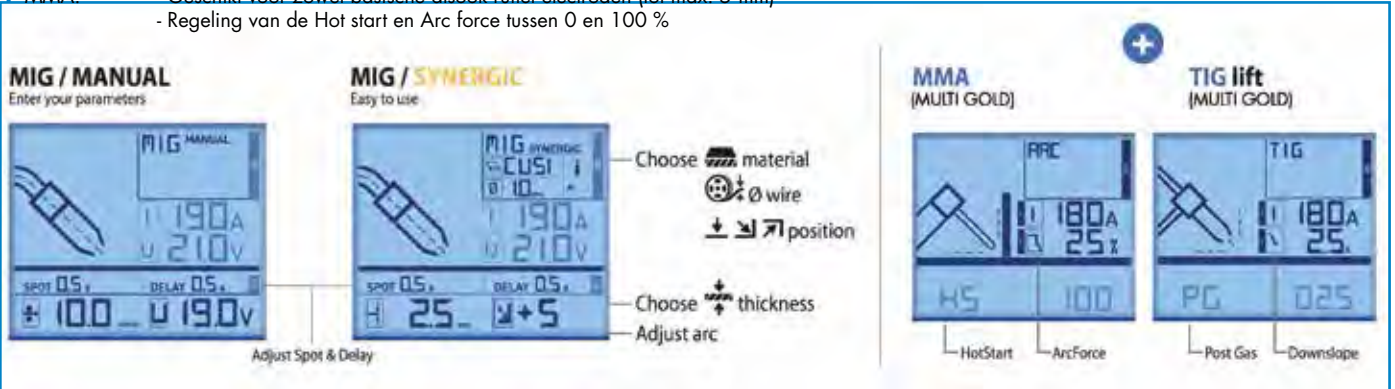 - Regeling van de Hot start en Arc force tussen 0 en 100 %
MIG / MANUAL
Enter your parameters
MIG MANUAL
I 190A
U 21.0V
SPOT 0.5s DELAY 0.5s
10.0 U 19.0V
MIG / SYNERGIC
Easy to use
MIG SYNERGIC
CUSI
Ø 10
I 190A
U 21.0V
SPOT 0.5s DELAY 0.5s
2.5 +5
Adjust Spot & Delay
Choose material
Ø wire
position
Choose thickness
Adjust arc
+
MMA
(MULTI GOLD)
ARC
180A
25%
HS 100
HotStart ArcForce
TIG lift
(MULTI GOLD)
TIG
I 180A
PG 025
Post Gas Downslope